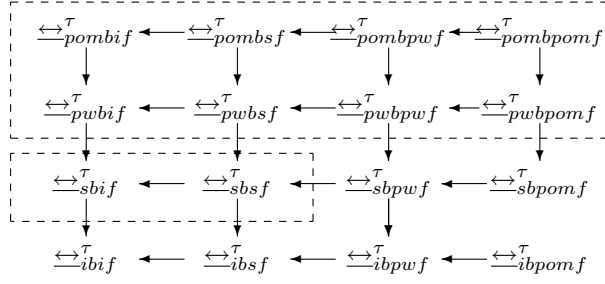 ↔τpombif ↔τpombsf ↔τpombpwf ↔τpombpomf
↔τpwbif ↔τpwbsf ↔τpwbpwf ↔τpwbpomf
↔τsbif ↔τsbsf ↔τsbpwf ↔τsbpomf
↔τibif ↔τibsf ↔τibpwf ↔τibpomf